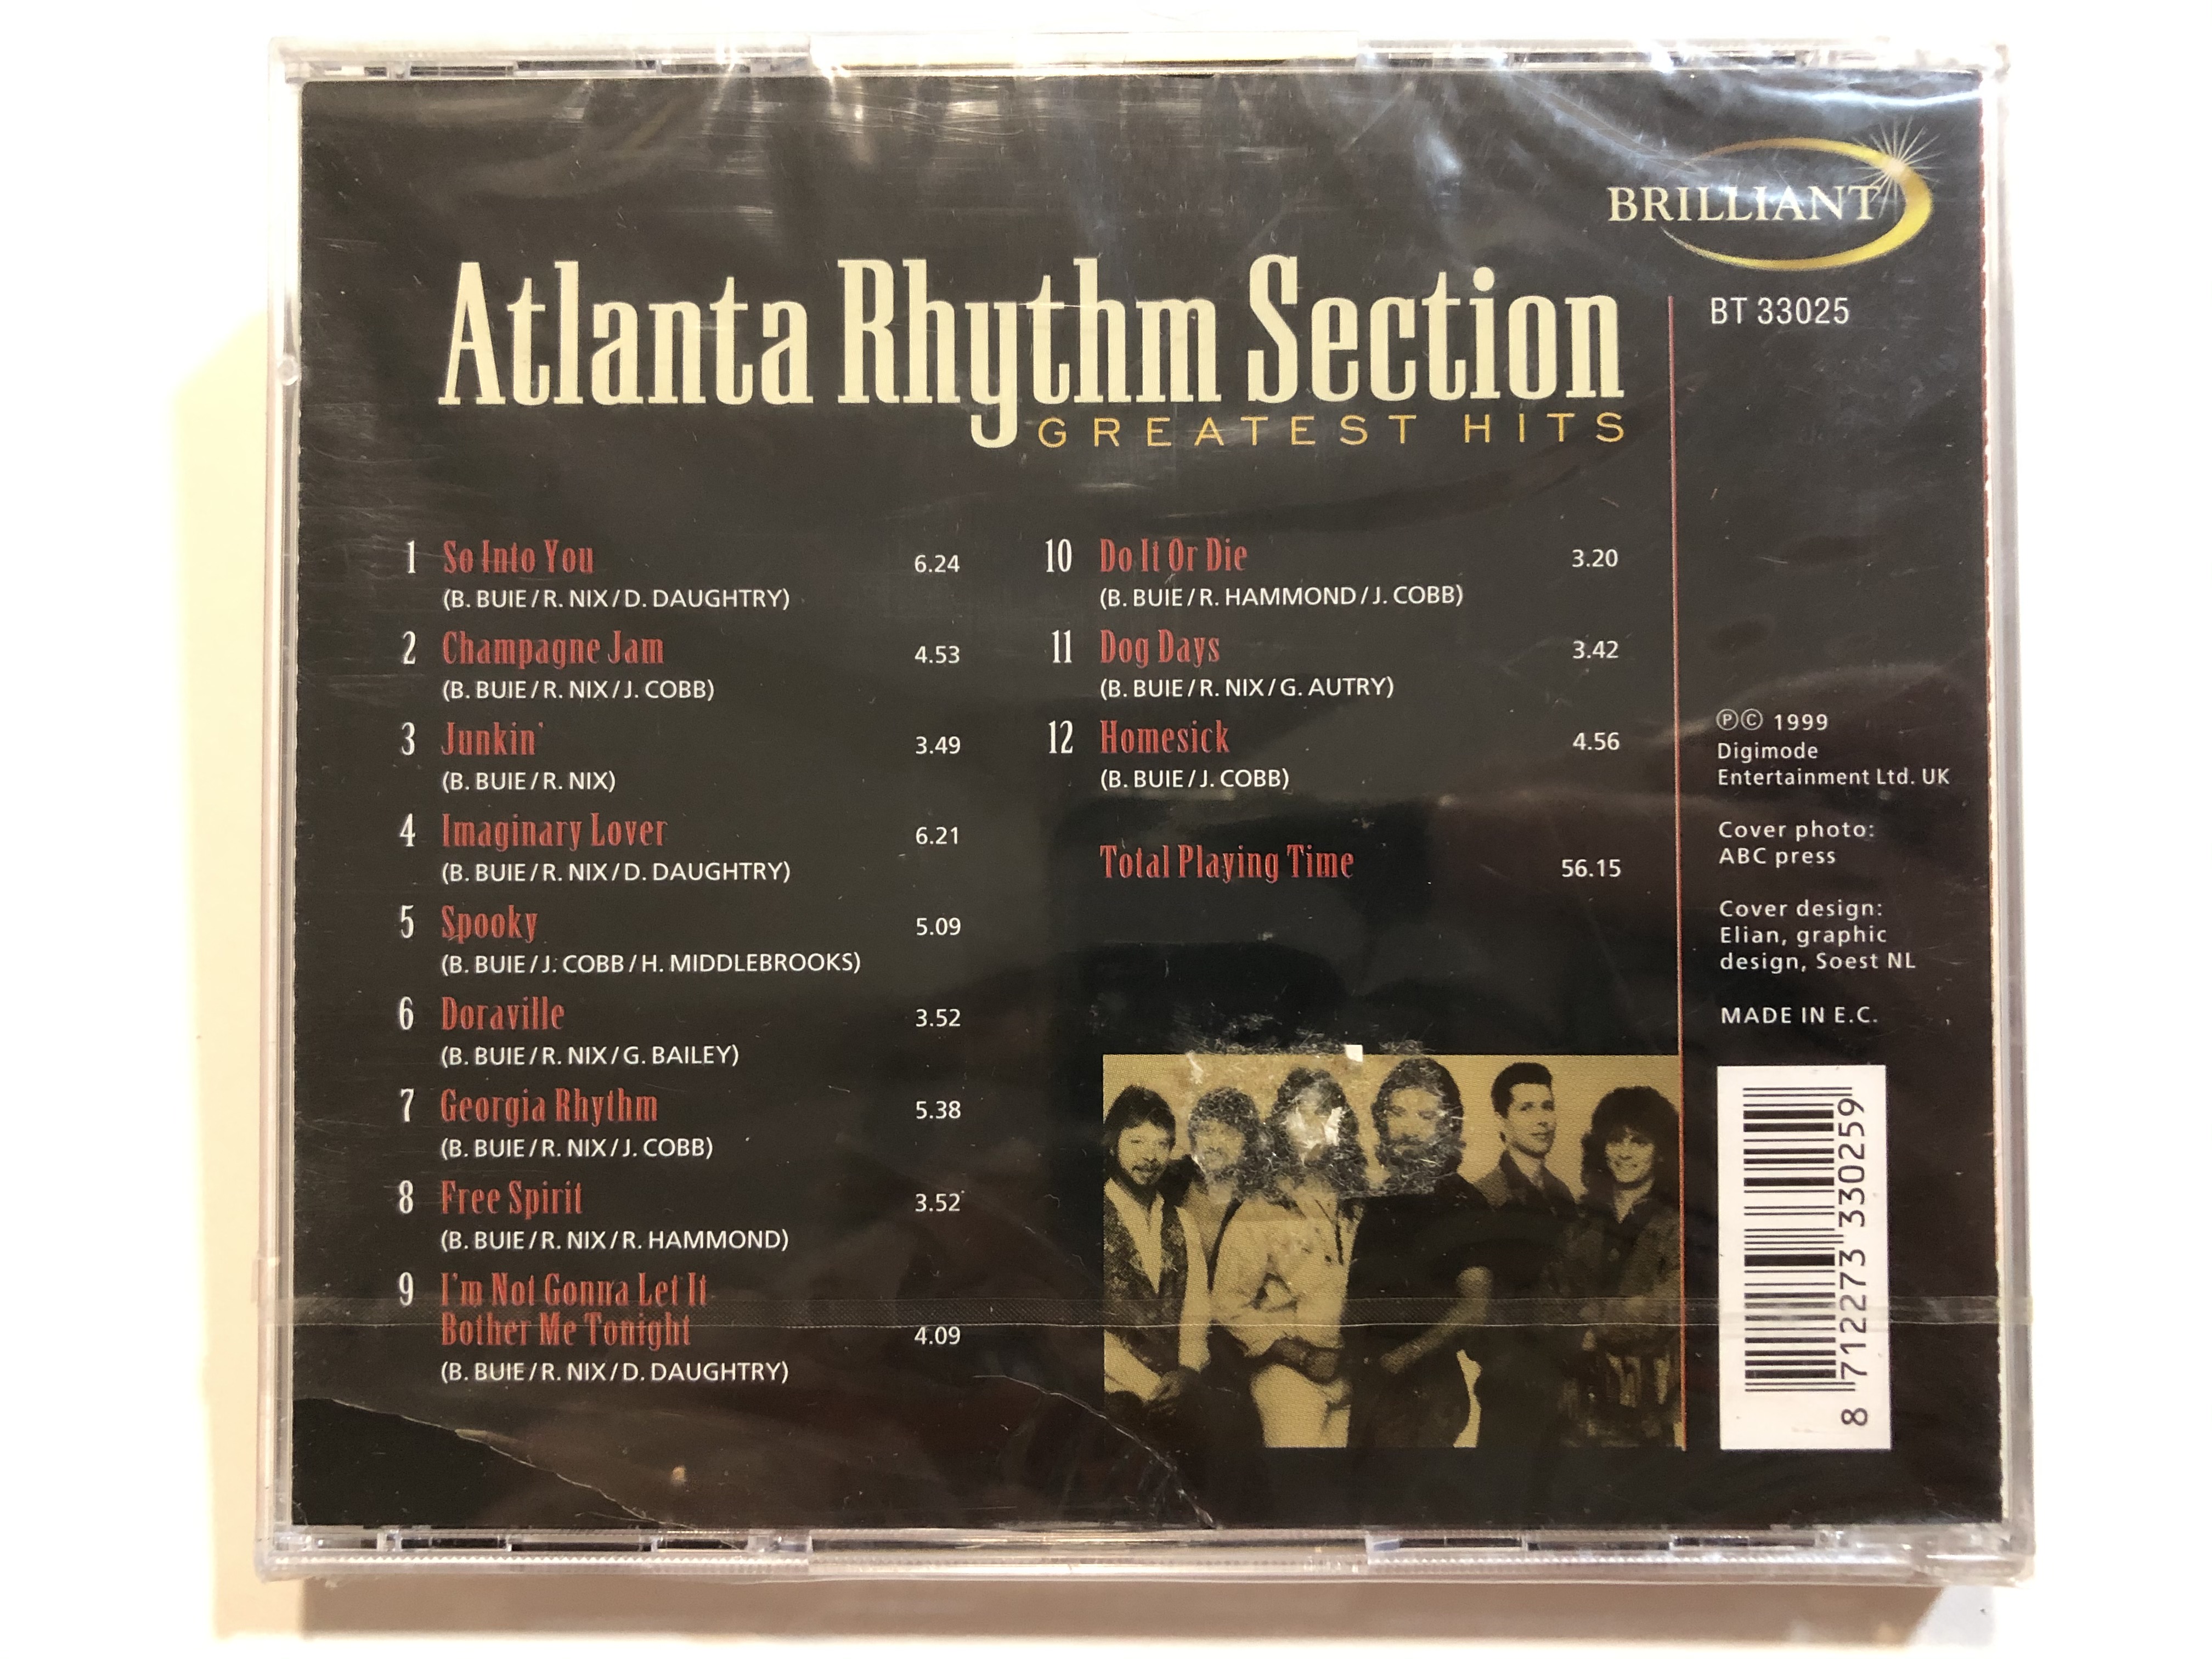 BRILLIANT
BT 33025
Atlanta Rhythm Section
GREATEST HITS
1 So Into You 6.24
(B. BUIE / R. NIX / D. DAUGHTRY)
2 Champagne Jam 4.53
(B. BUIE / R. NIX / J. COBB)
3 Junkin' 3.49
(B. BUIE / R. NIX)
4 Imaginary Lover 6.21
(B. BUIE / R. NIX / D. DAUGHTRY)
5 Spooky 5.09
(B. BUIE / J. COBB / H. MIDDLEBROOKS)
6 Doraville 3.52
(B. BUIE / R. NIX / G. BAILEY)
7 Georgia Rhythm 5.38
(B. BUIE / R. NIX / J. COBB)
8 Free Spirit 3.52
(B. BUIE / R. NIX / R. HAMMOND)
9 I'm Not Gonna Let It
Bother Me Tonight 4.09
(B. BUIE / R. NIX / D. DAUGHTRY)
10 Do It Or Die 3.20
(B. BUIE / R. HAMMOND / J. COBB)
11 Dog Days 3.42
(B. BUIE / R. NIX / G. AUTRY)
12 Homesick 4.56
(B. BUIE / J. COBB)
Total Playing Time 56.15
℗© 1999
Digimode
Entertainment Ltd. UK
Cover photo:
ABC press
Cover design:
Elian, graphic
design, Soest NL
MADE IN E.C.
8 712273 330259